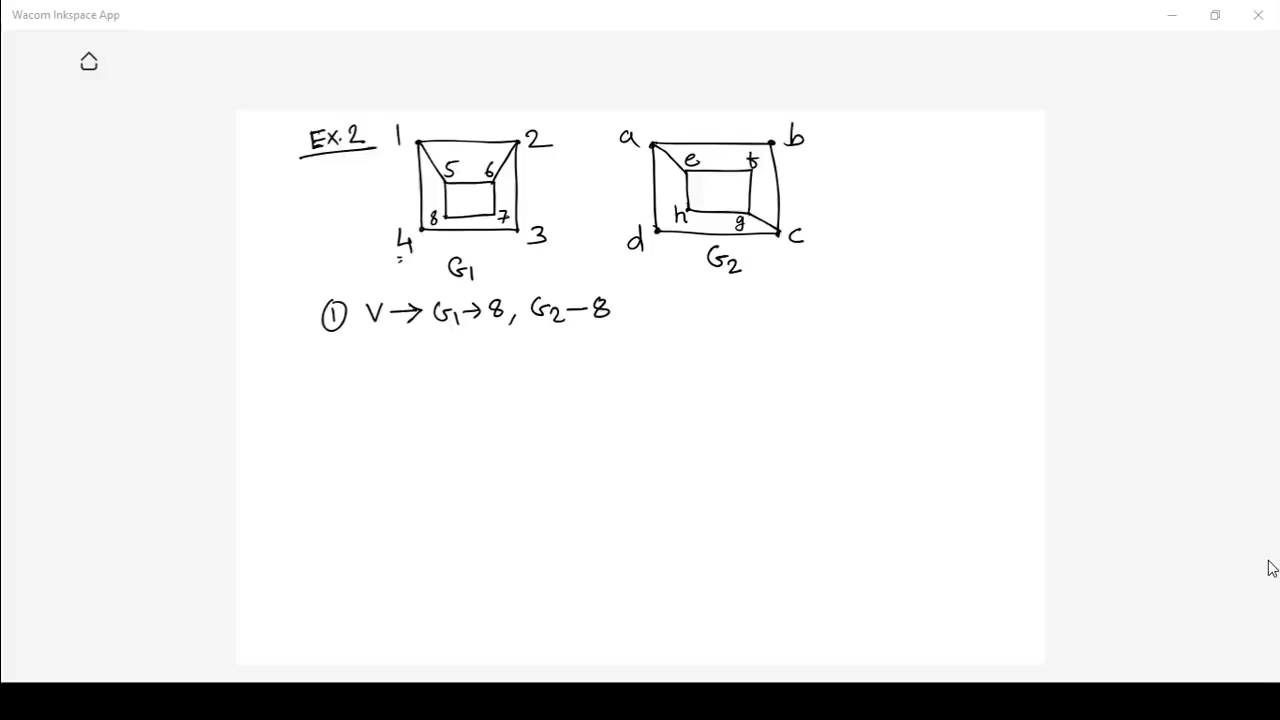 Wacom Inkspace App
Ex.2 1 2 a b
5 6 e f
8 7 h g
4 3 d c
G₁ G₂
① V → G₁ → 8, G₂ — 8